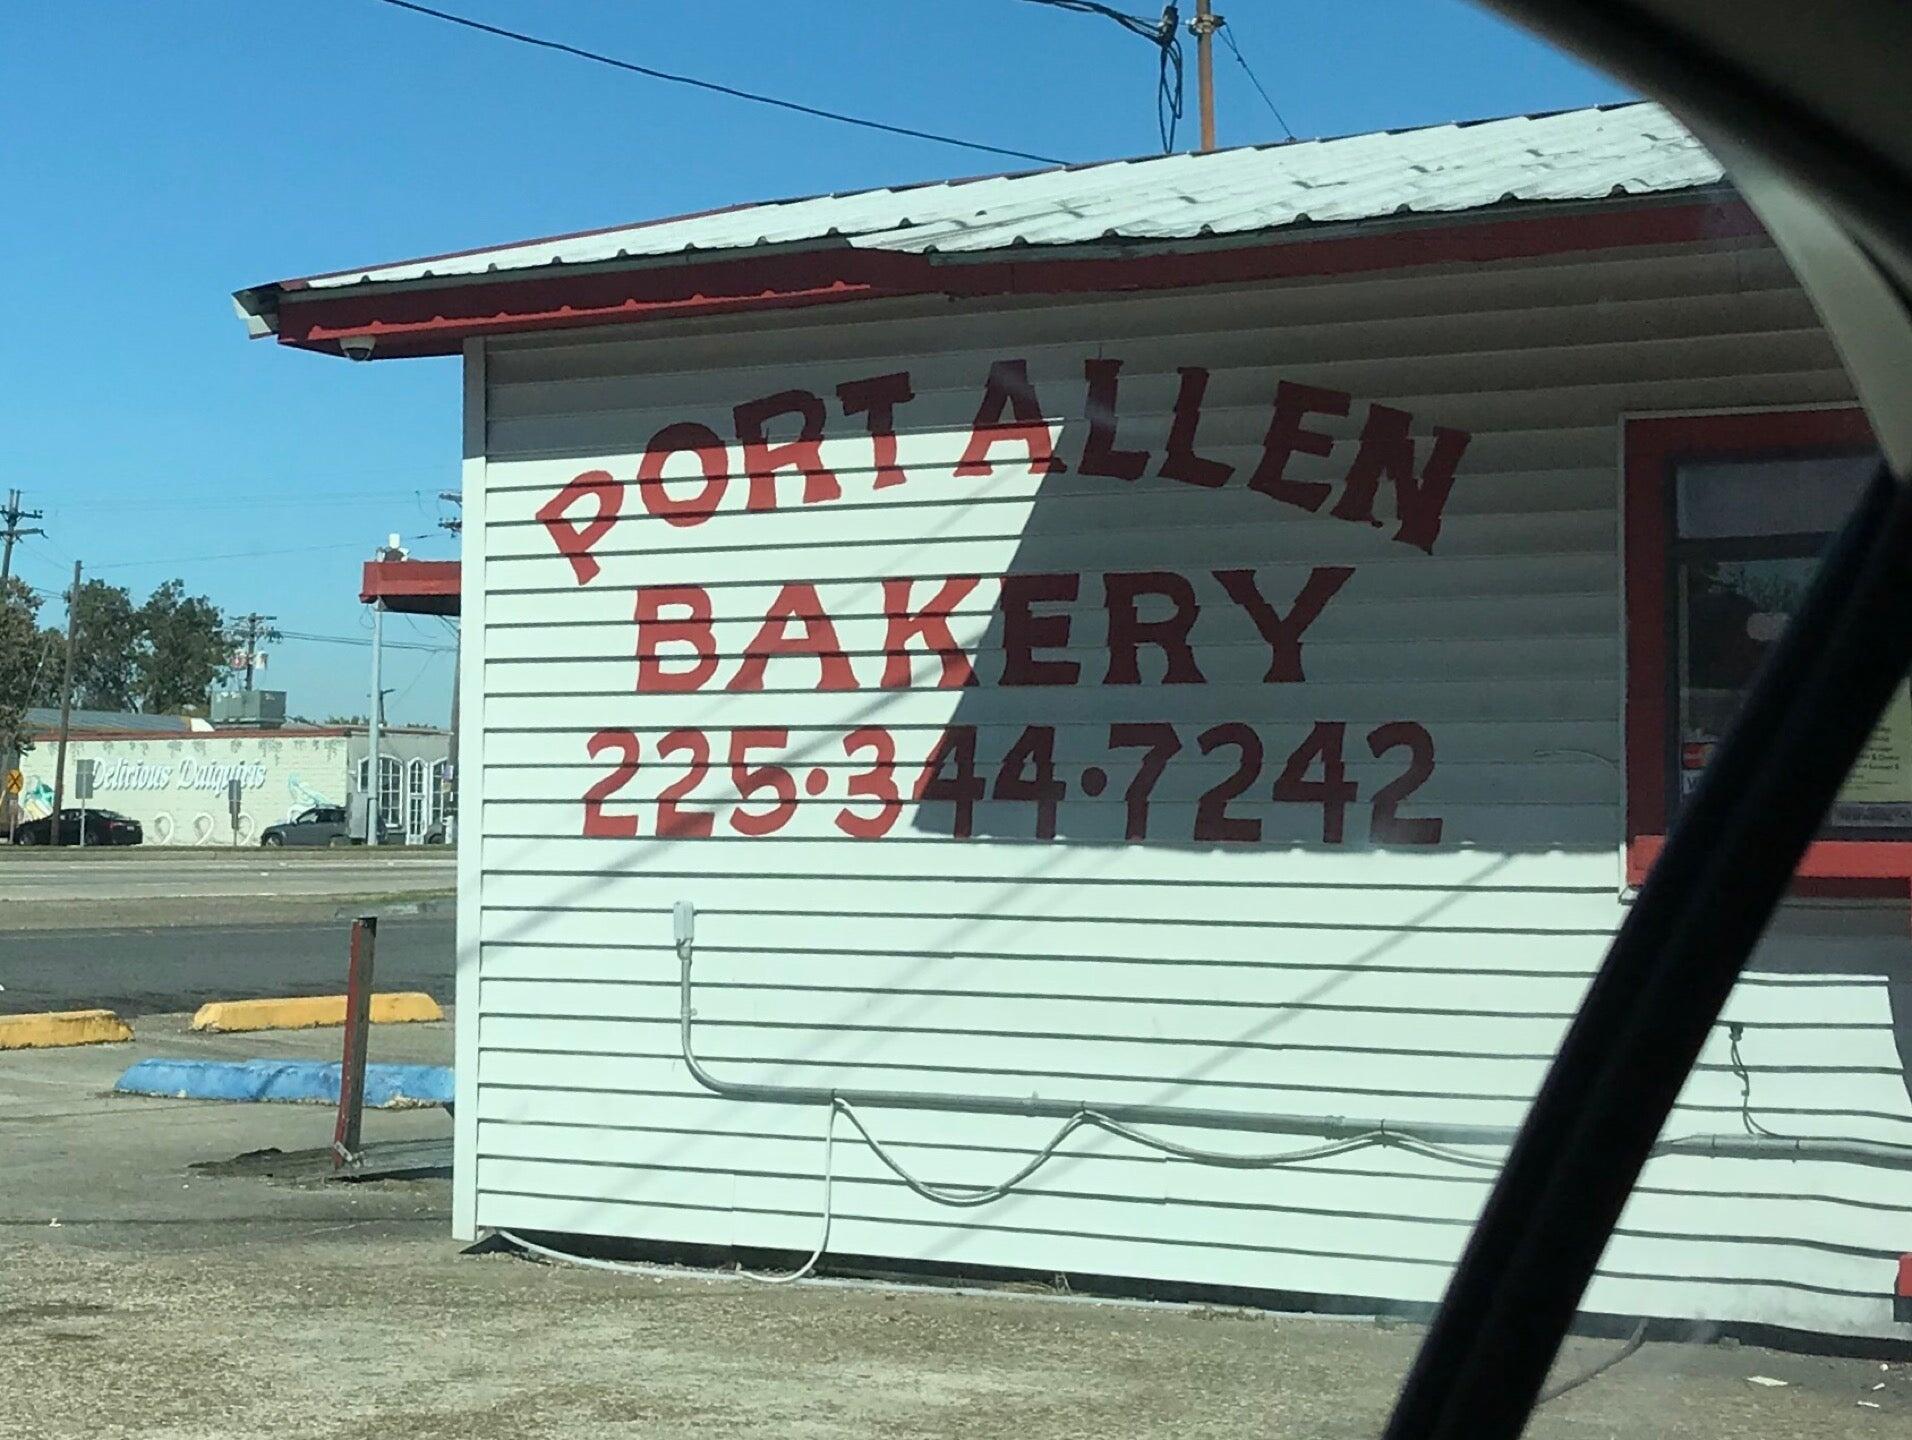 PORT ALLEN
BAKERY
225·344·7242
Delicious Daiquiris